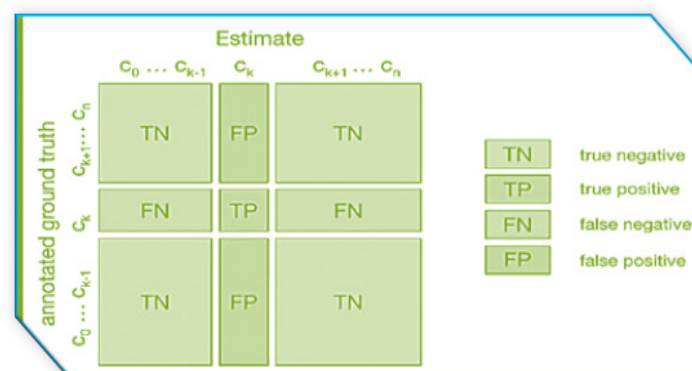 Estimate
C₀ ... Cₖ₋₁ Cₖ Cₖ₊₁ ... Cₙ
annotated ground truth
Cₖ₊₁... Cₙ
Cₖ
C₀ ... Cₖ₋₁
TN FP TN
FN TP FN
TN FP TN
TN true negative
TP true positive
FN false negative
FP false positive